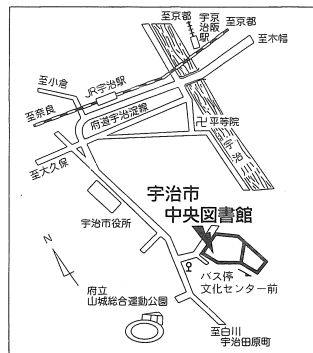 至京都
京阪
宇治駅
至京都
至木幡
至小倉
JR宇治駅
至奈良
府道宇治淀線
平等院
宇治川
至大久保
宇治市
中央図書館
宇治市役所
N
バス停
文化センター前
府立
山城総合運動公園
至白川
宇治田原町